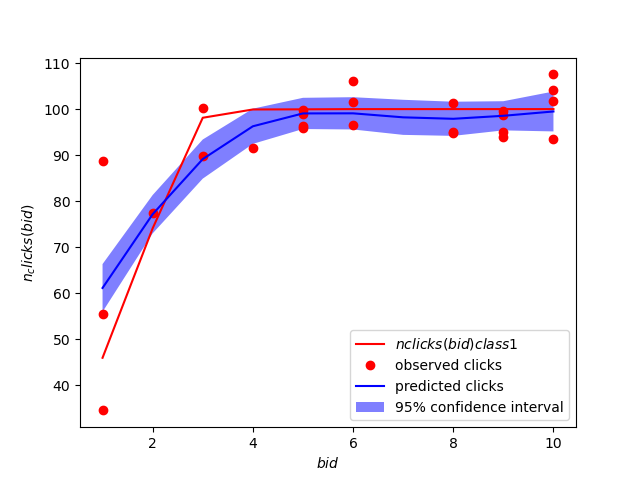 110
100
90
80
70
60
50
40
n_clicks(bid)
2
4
6
8
10
bid
nclicks(bid)class1
observed clicks
predicted clicks
95% confidence interval